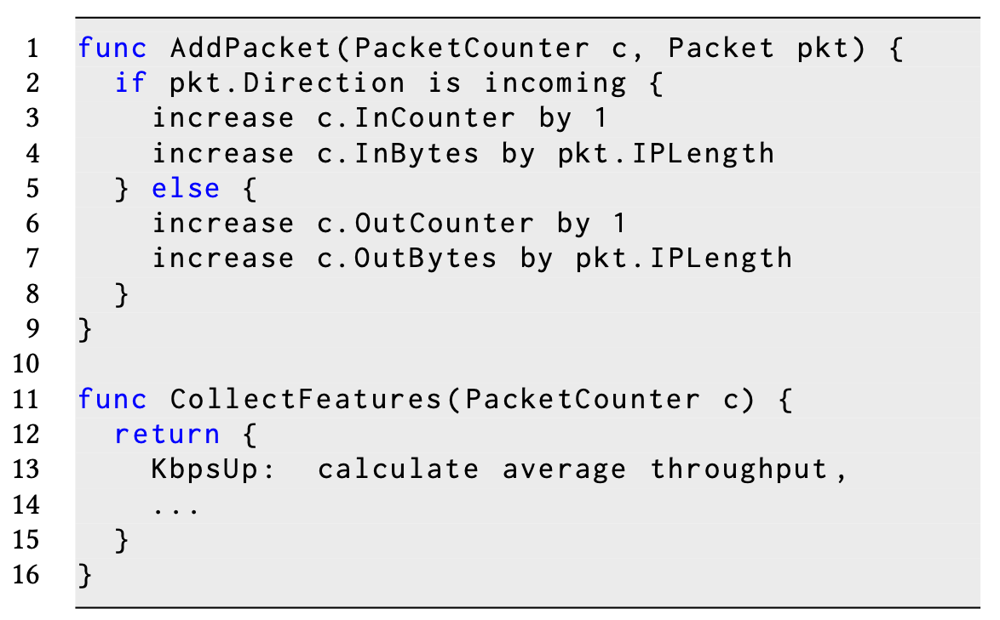 1 func AddPacket(PacketCounter c, Packet pkt) {
2   if pkt.Direction is incoming {
3     increase c.InCounter by 1
4     increase c.InBytes by pkt.IPLength
5   } else {
6     increase c.OutCounter by 1
7     increase c.OutBytes by pkt.IPLength
8   }
9 }
10
11 func CollectFeatures(PacketCounter c) {
12   return {
13     KbpsUp:  calculate average throughput,
14     ...
15   }
16 }